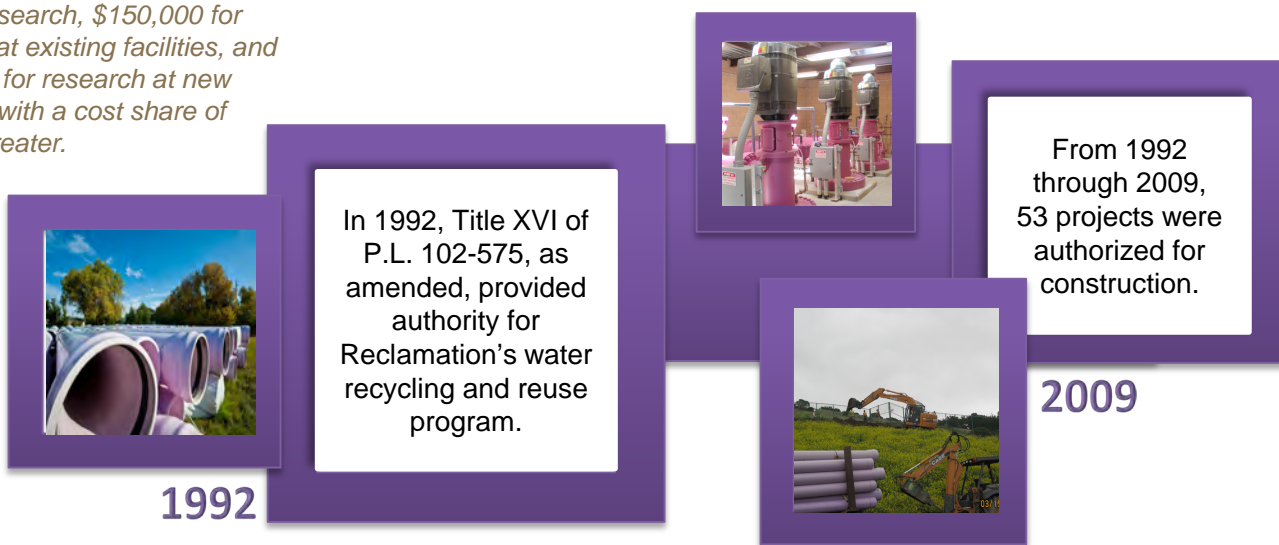 search, $150,000 for
at existing facilities, and
for research at new
with a cost share of
In 1992, Title XVI of
P.L. 102-575, as
amended, provided
authority for
Reclamation’s water
recycling and reuse
program.
1992
From 1992
through 2009,
53 projects were
authorized for
construction.
2009